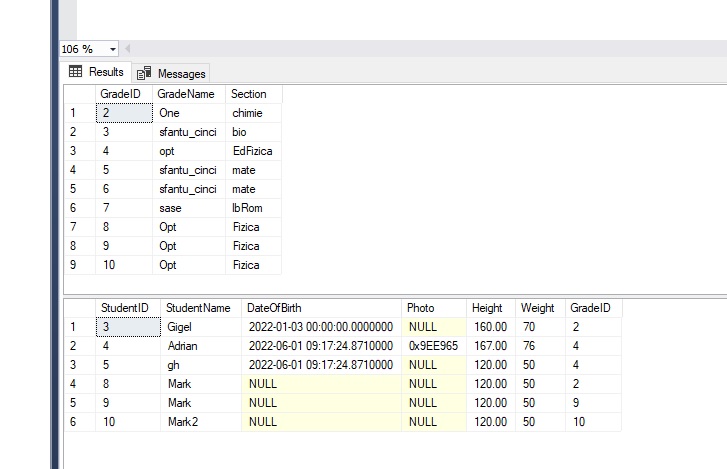 106 %
Results Messages
GradeID GradeName Section
1 2 One chimie
2 3 sfantu_cinci bio
3 4 opt EdFizica
4 5 sfantu_cinci mate
5 6 sfantu_cinci mate
6 7 sase lbRom
7 8 Opt Fizica
8 9 Opt Fizica
9 10 Opt Fizica
StudentID StudentName DateOfBirth Photo Height Weight GradeID
1 3 Gigel 2022-01-03 00:00:00.0000000 NULL 160.00 70 2
2 4 Adrian 2022-06-01 09:17:24.8710000 0x9EE965 167.00 76 4
3 5 gh 2022-06-01 09:17:24.8710000 NULL 120.00 50 4
4 8 Mark NULL NULL 120.00 50 2
5 9 Mark NULL NULL 120.00 50 9
6 10 Mark2 NULL NULL 120.00 50 10